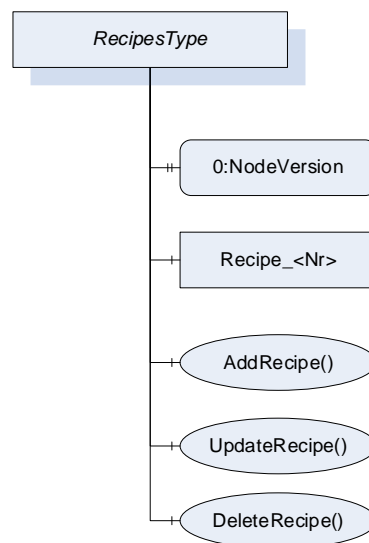 RecipesType
0:NodeVersion
Recipe_<Nr>
AddRecipe()
UpdateRecipe()
DeleteRecipe()